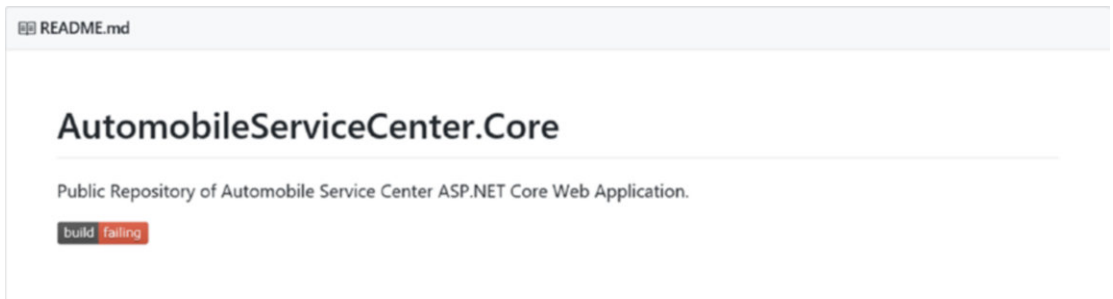 README.md
AutomobileServiceCenter.Core
Public Repository of Automobile Service Center ASP.NET Core Web Application.
build failing